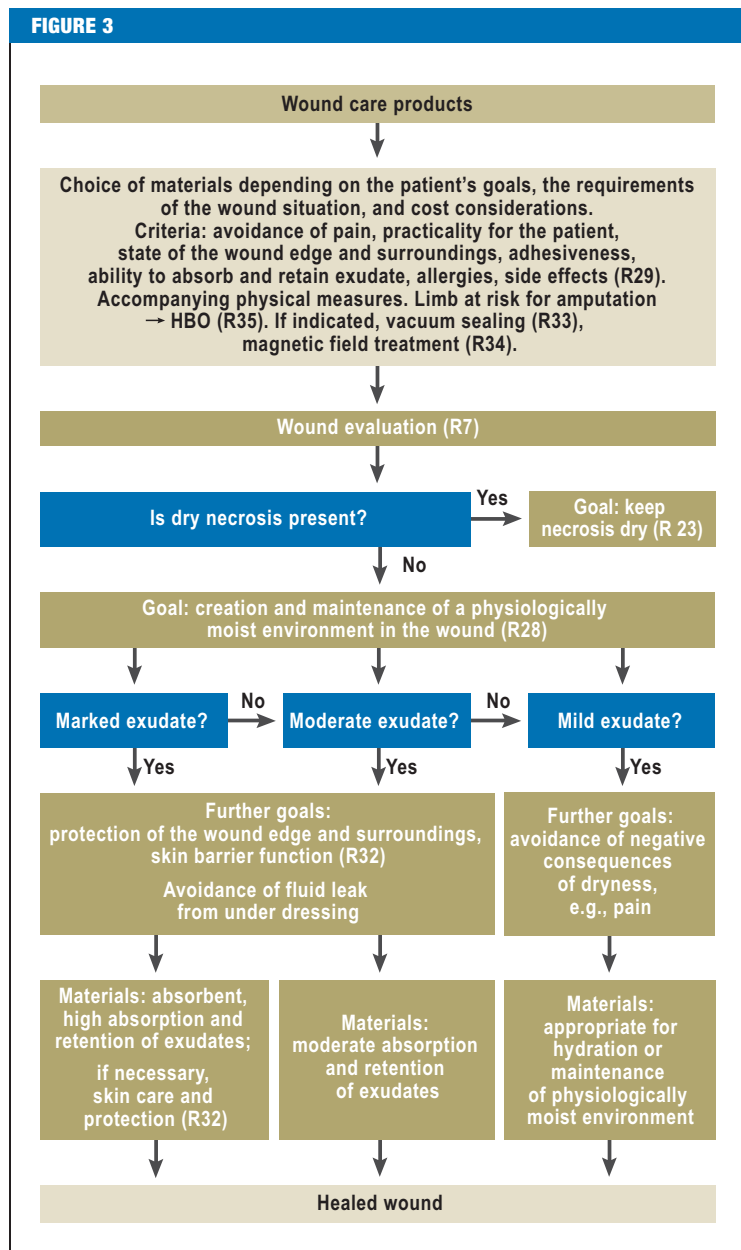 FIGURE 3
Wound care products
Choice of materials depending on the patient's goals, the requirements
of the wound situation, and cost considerations.
Criteria: avoidance of pain, practicality for the patient,
state of the wound edge and surroundings, adhesiveness,
ability to absorb and retain exudate, allergies, side effects (R29).
Accompanying physical measures. Limb at risk for amputation
→ HBO (R35). If indicated, vacuum sealing (R33),
magnetic field treatment (R34).
Wound evaluation (R7)
Is dry necrosis present?
Yes
Goal: keep
necrosis dry (R 23)
No
Goal: creation and maintenance of a physiologically
moist environment in the wound (R28)
Marked exudate?
No
Moderate exudate?
No
Mild exudate?
Yes
Yes
Yes
Further goals:
protection of the wound edge and surroundings,
skin barrier function (R32)
Avoidance of fluid leak
from under dressing
Further goals:
avoidance of negative
consequences
of dryness,
e.g., pain
Materials: absorbent,
high absorption and
retention of exudates;
if necessary,
skin care and
protection (R32)
Materials:
moderate absorption
and retention
of exudates
Materials:
appropriate for
hydration or
maintenance
of physiologically
moist environment
Healed wound